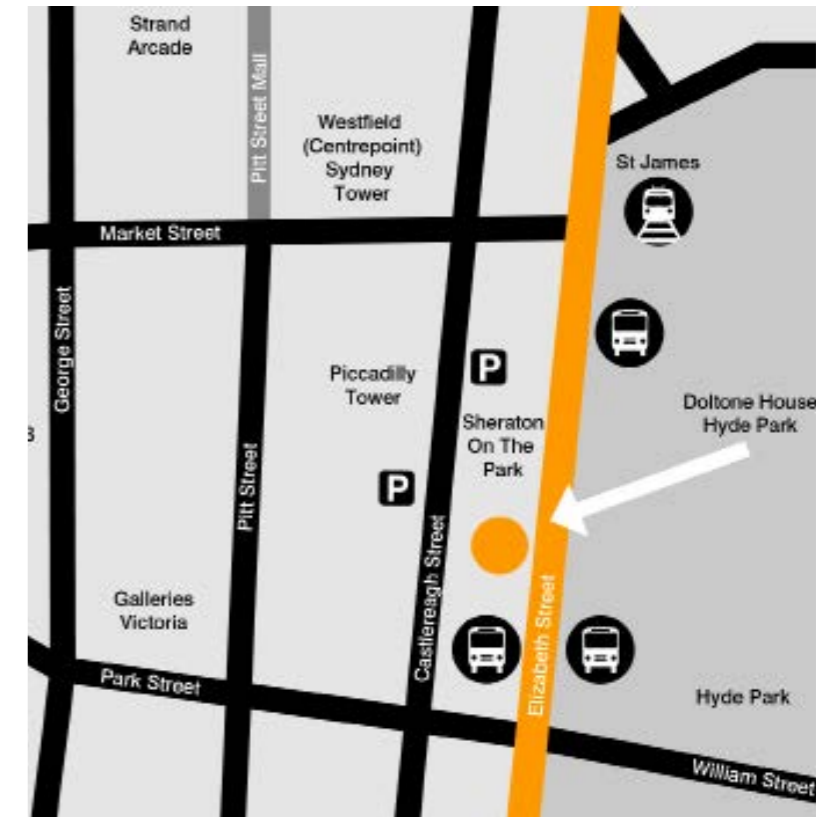 Strand
Arcade
Pitt Street Mall
Westfield
(Centrepoint)
Sydney
Tower
St James
Market Street
George Street
Piccadilly
Tower
P
Doltone House
Hyde Park
Sheraton
On The
Park
P
Pitt Street
Castlereagh Street
Galleries
Victoria
Elizabeth Street
Park Street
Hyde Park
William Street